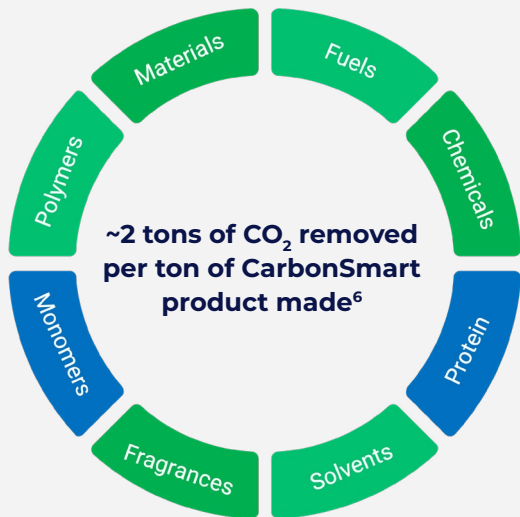 Materials
Fuels
Chemicals
Protein
Solvents
Fragrances
Monomers
Polymers
~2 tons of CO₂ removed
per ton of CarbonSmart
product made⁶